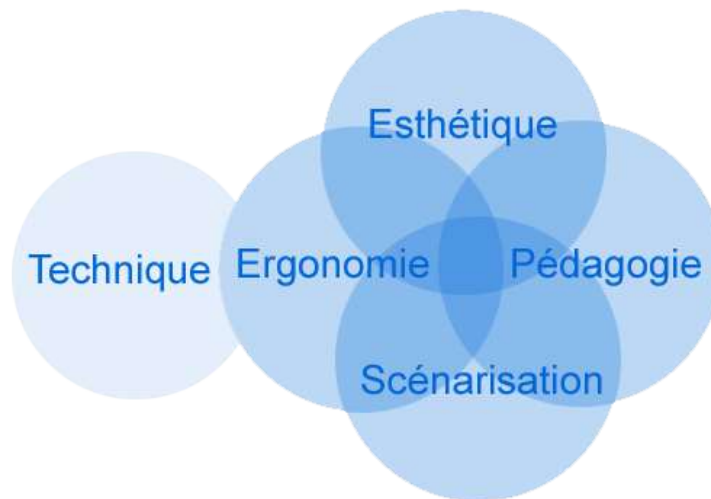 Esthétique
Technique
Ergonomie
Pédagogie
Scénarisation